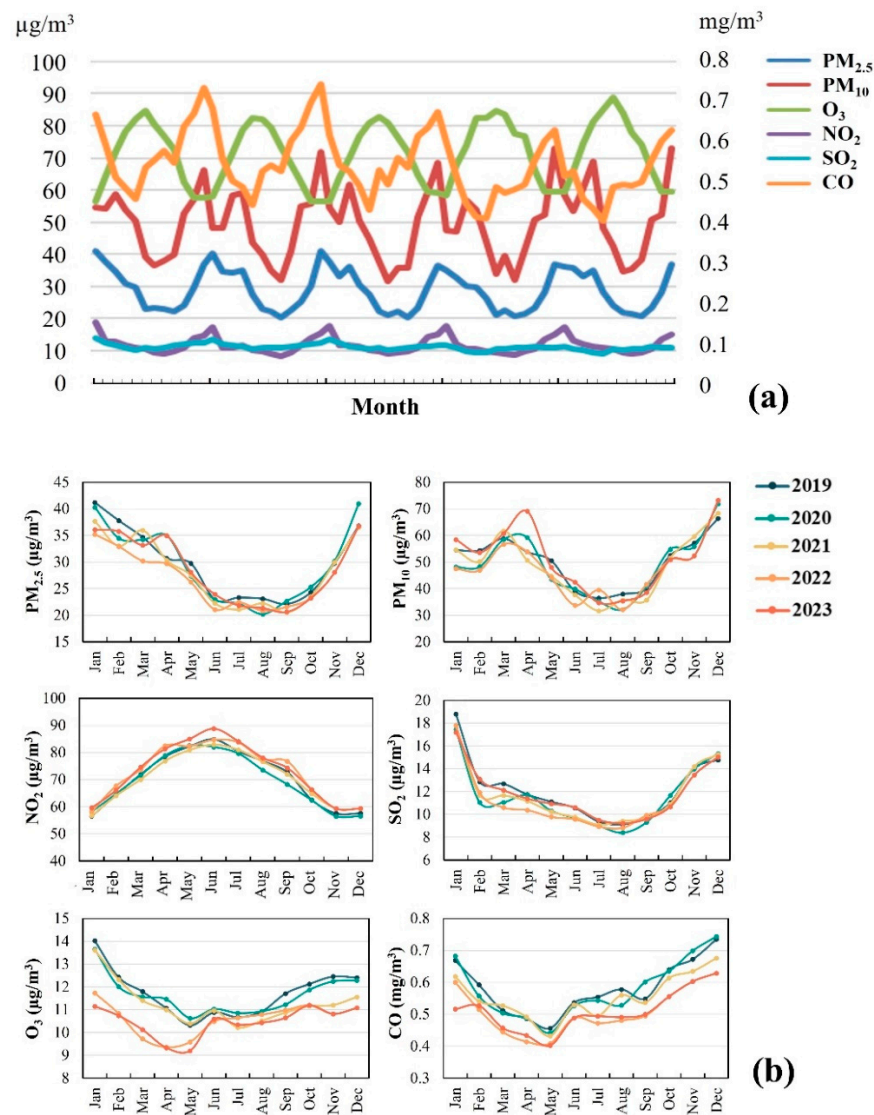 µg/m³
mg/m³
100
90
80
70
60
50
40
30
20
10
0
0.8
0.7
0.6
0.5
0.4
0.3
0.2
0.1
0
PM₂.₅
PM₁₀
O₃
NO₂
SO₂
CO
Month
(a)
PM₂.₅ (µg/m³)
45
40
35
30
25
20
15
Jan Feb Mar Apr May Jun Jul Aug Sep Oct Nov Dec
PM₁₀ (µg/m³)
80
70
60
50
40
30
20
Jan Feb Mar Apr May Jun Jul Aug Sep Oct Nov Dec
2019
2020
2021
2022
2023
NO₂ (µg/m³)
100
90
80
70
60
50
40
Jan Feb Mar Apr May Jun Jul Aug Sep Oct Nov Dec
SO₂ (µg/m³)
20
18
16
14
12
10
8
6
Jan Feb Mar Apr May Jun Jul Aug Sep Oct Nov Dec
O₃ (µg/m³)
15
14
13
12
11
10
9
8
Jan Feb Mar Apr May Jun Jul Aug Sep Oct Nov Dec
CO (mg/m³)
0.8
0.7
0.6
0.5
0.4
0.3
Jan Feb Mar Apr May Jun Jul Aug Sep Oct Nov Dec
(b)